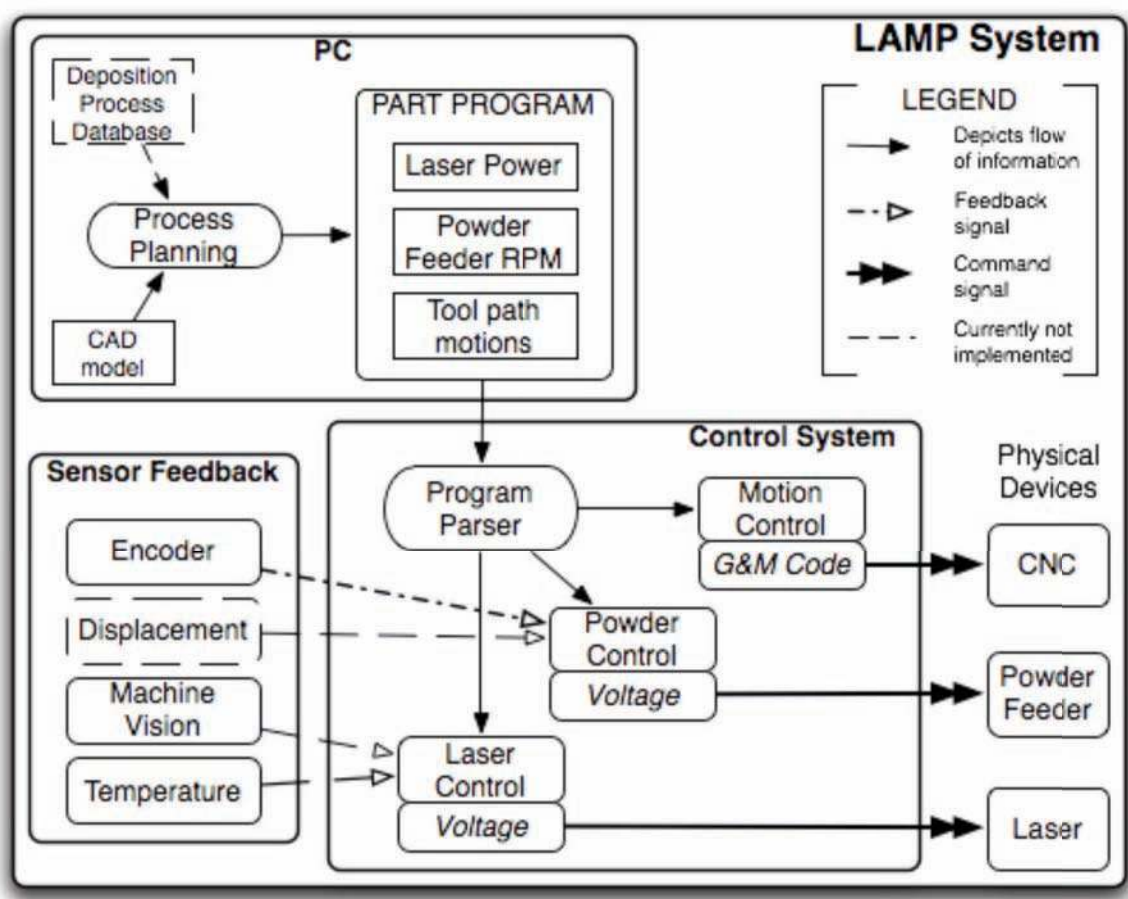 LAMP System
PC
Deposition
Process
Database
Process
Planning
CAD
model
PART PROGRAM
Laser Power
Powder
Feeder RPM
Tool path
motions
LEGEND
Depicts flow
of information
Feedback
signal
Command
signal
Currently not
implemented
Sensor Feedback
Encoder
Displacement
Machine
Vision
Temperature
Control System
Program
Parser
Motion
Control
G&M Code
Powder
Control
Voltage
Laser
Control
Voltage
Physical
Devices
CNC
Powder
Feeder
Laser